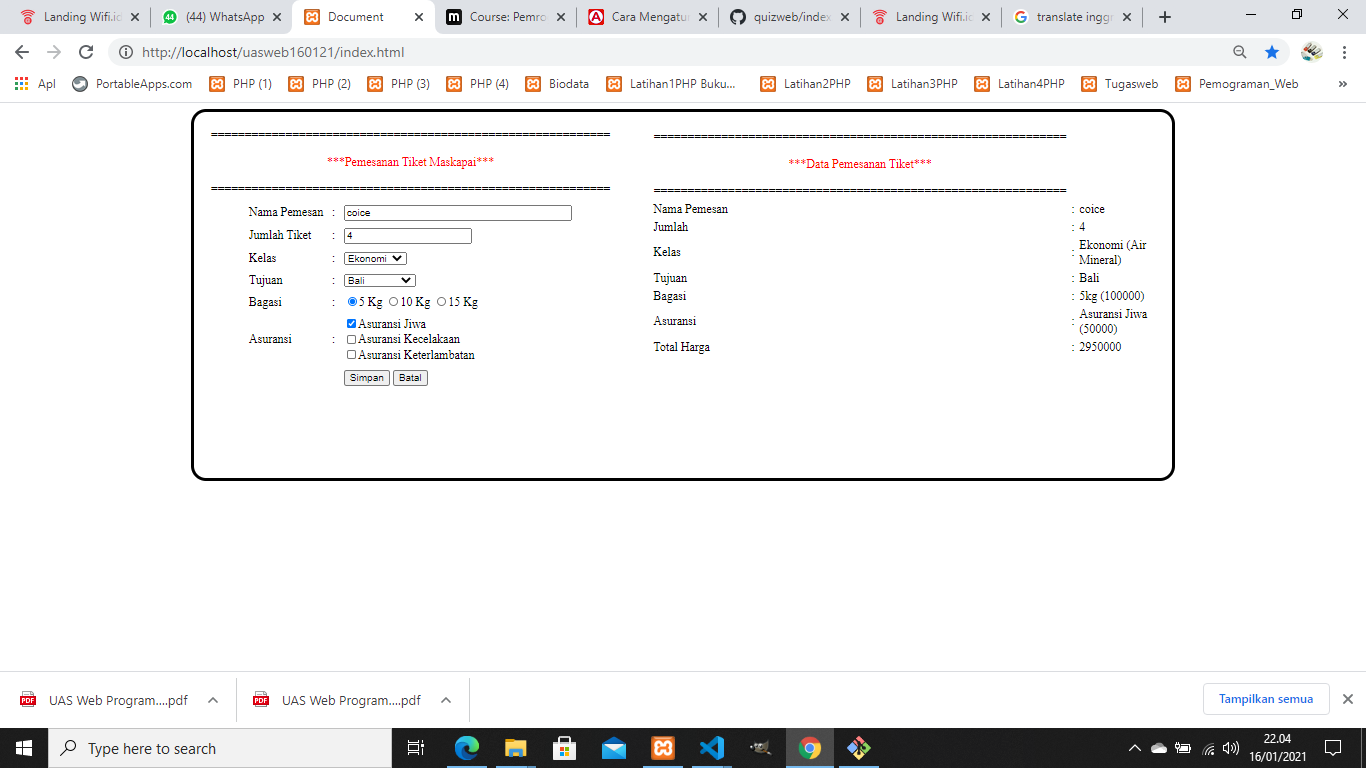 Landing Wifi.ic
(44) WhatsApp
Document
Course: Pemro
Cara Mengatur
quizweb/index
Landing Wifi.ic
translate inggr
http://localhost/uasweb160121/index.html
Apl
PortableApps.com
PHP (1)
PHP (2)
PHP (3)
PHP (4)
Biodata
Latihan1PHP Buku...
Latihan2PHP
Latihan3PHP
Latihan4PHP
Tugasweb
Pemograman_Web
***Pemesanan Tiket Maskapai***
Nama Pemesan : coice
Jumlah Tiket : 4
Kelas : Ekonomi
Tujuan : Bali
Bagasi : 5 Kg 10 Kg 15 Kg
Asuransi Jiwa
Asuransi : Asuransi Kecelakaan
Asuransi Keterlambatan
Simpan Batal
***Data Pemesanan Tiket***
Nama Pemesan : coice
Jumlah : 4
Kelas : Ekonomi (Air
Mineral)
Tujuan : Bali
Bagasi : 5kg (100000)
Asuransi : Asuransi Jiwa
(50000)
Total Harga : 2950000
UAS Web Program....pdf
UAS Web Program....pdf
Tampilkan semua
Type here to search
22.04
16/01/2021